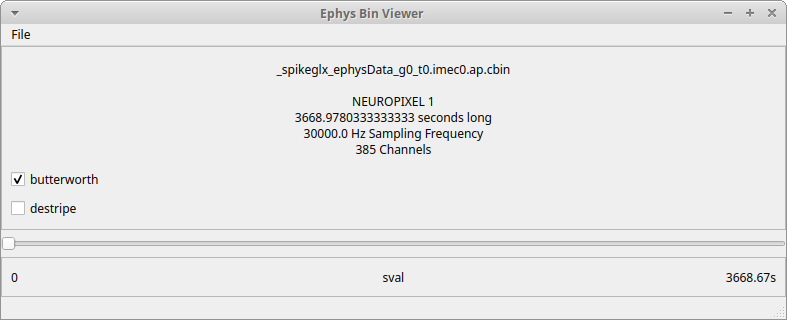 Ephys Bin Viewer
File
_spikeglx_ephysData_g0_t0.imec0.ap.cbin
NEUROPIXEL 1
3668.9780333333333 seconds long
30000.0 Hz Sampling Frequency
385 Channels
butterworth
destripe
0 sval 3668.67s